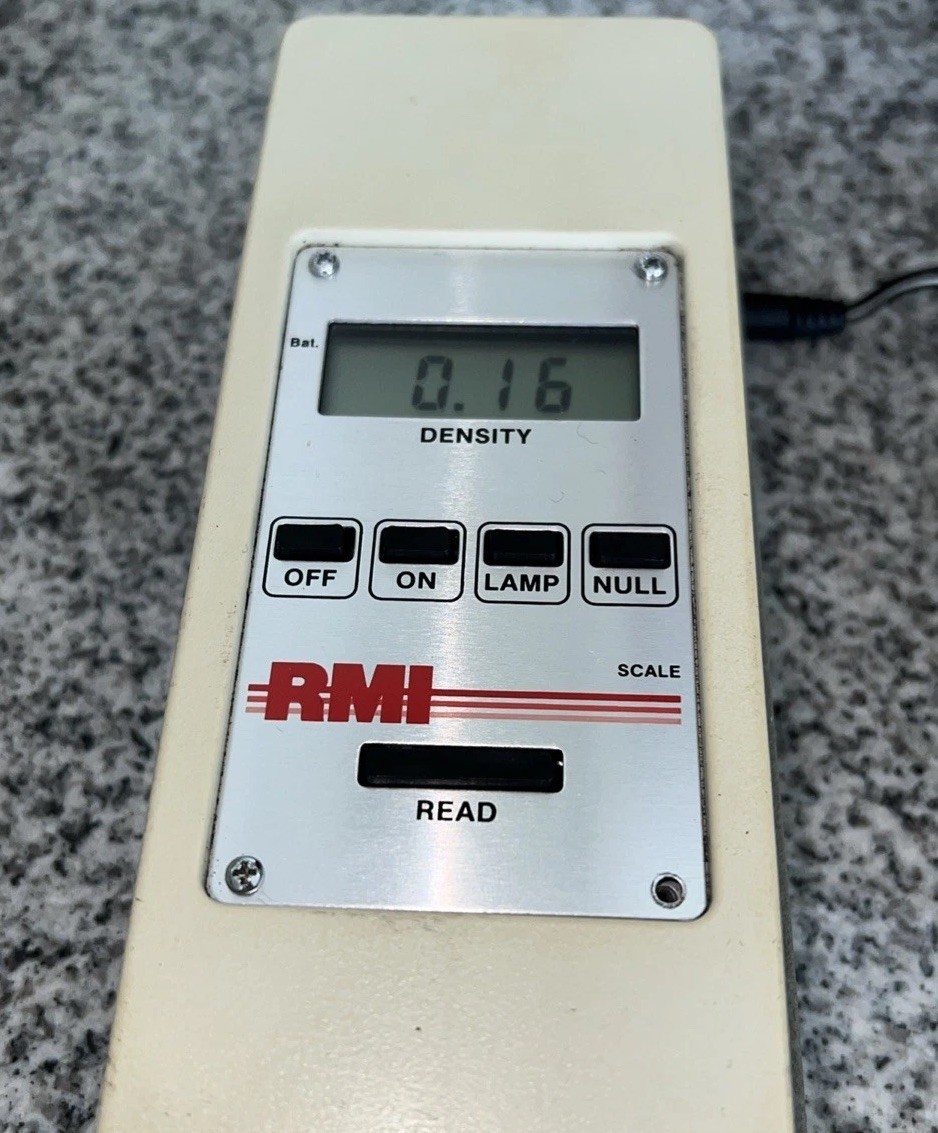 Bat.
0.16
DENSITY
OFF ON LAMP NULL
SCALE
RMI
READ